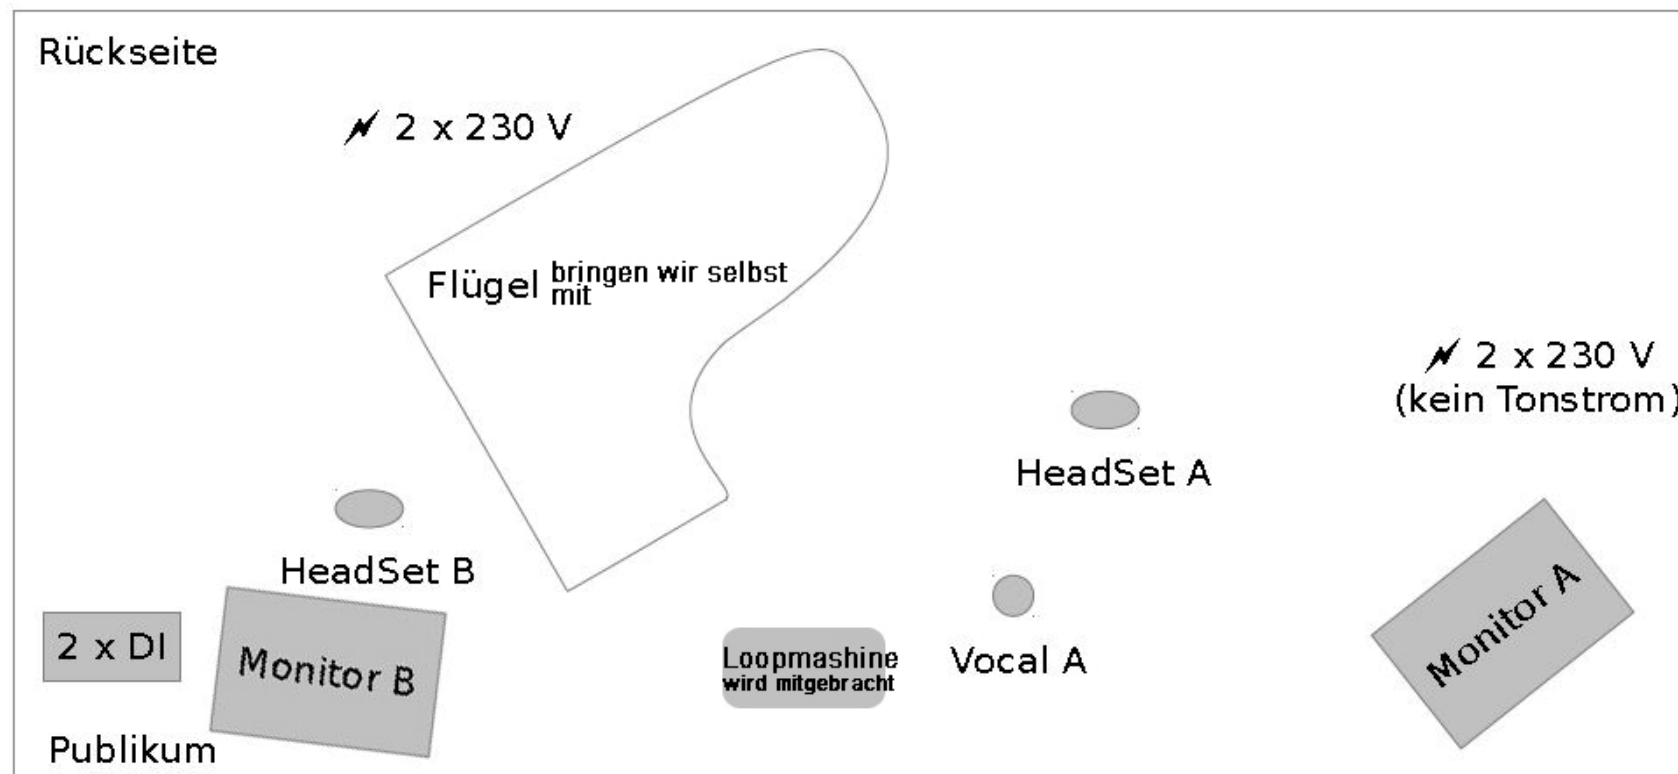 Rückseite
2 x 230 V
Flügel bringen wir selbst
mit
2 x 230 V
(kein Tonstrom)
HeadSet A
HeadSet B
2 x DI
Monitor B
Loopmashine
wird mitgebracht
Vocal A
Monitor A
Publikum